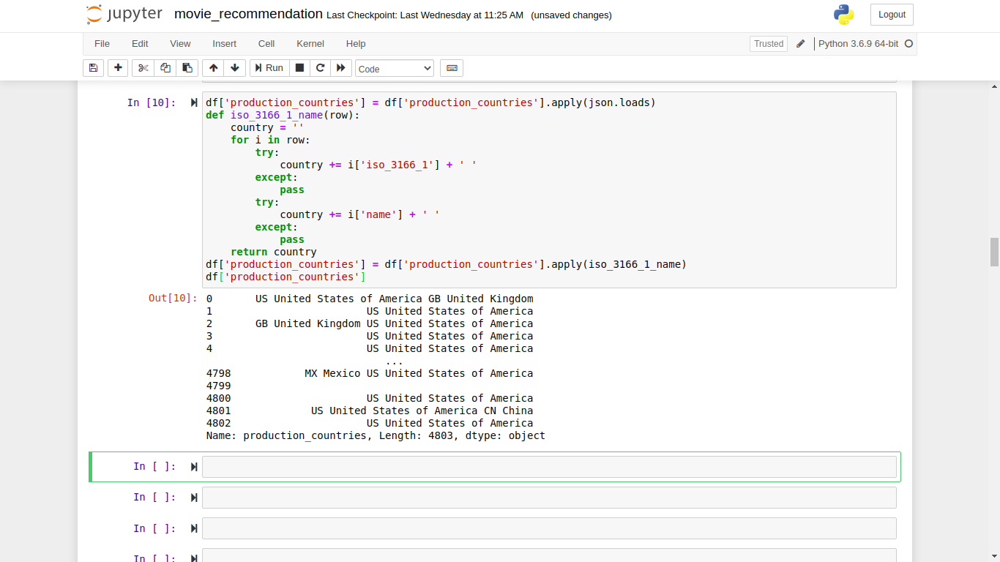 jupyter movie_recommendation Last Checkpoint: Last Wednesday at 11:25 AM (unsaved changes) Logout
File Edit View Insert Cell Kernel Help Trusted Python 3.6.9 64-bit
Run Code
In [10]: df['production_countries'] = df['production_countries'].apply(json.loads)
def iso_3166_1_name(row):
    country = ''
    for i in row:
        try:
            country += i['iso_3166_1'] + ' '
        except:
            pass
        try:
            country += i['name'] + ' '
        except:
            pass
    return country
df['production_countries'] = df['production_countries'].apply(iso_3166_1_name)
df['production_countries']
Out[10]: 0       US United States of America GB United Kingdom
1                         US United States of America
2       GB United Kingdom US United States of America
3                         US United States of America
4                         US United States of America
                             ...
4798            MX Mexico US United States of America
4799
4800                      US United States of America
4801             US United States of America CN China
4802                      US United States of America
Name: production_countries, Length: 4803, dtype: object
In [ ]:
In [ ]:
In [ ]:
In [ ]: